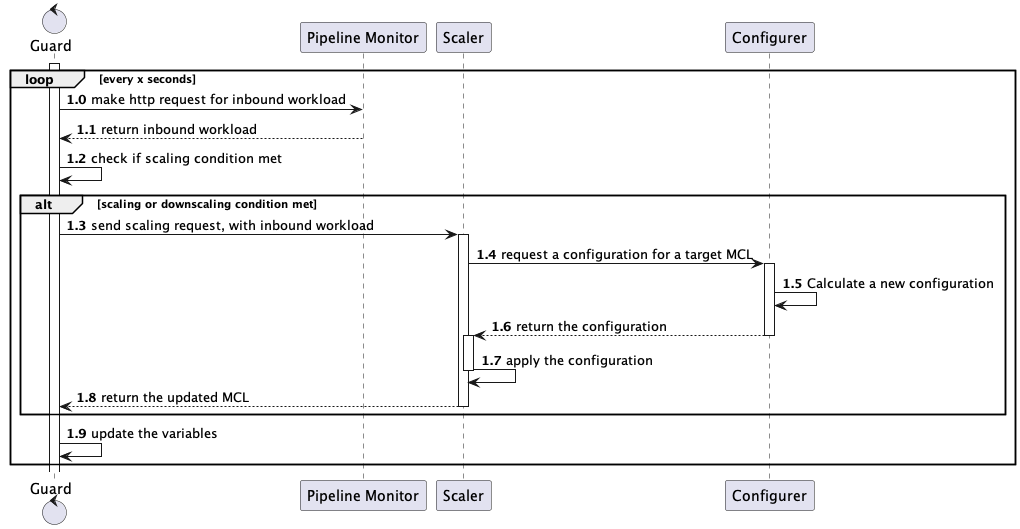 Guard
Pipeline Monitor
Scaler
Configurer
loop [every x seconds]
1.0 make http request for inbound workload
1.1 return inbound workload
1.2 check if scaling condition met
alt [scaling or downscaling condition met]
1.3 send scaling request, with inbound workload
1.4 request a configuration for a target MCL
1.5 Calculate a new configuration
1.6 return the configuration
1.7 apply the configuration
1.8 return the updated MCL
1.9 update the variables
Guard
Pipeline Monitor
Scaler
Configurer